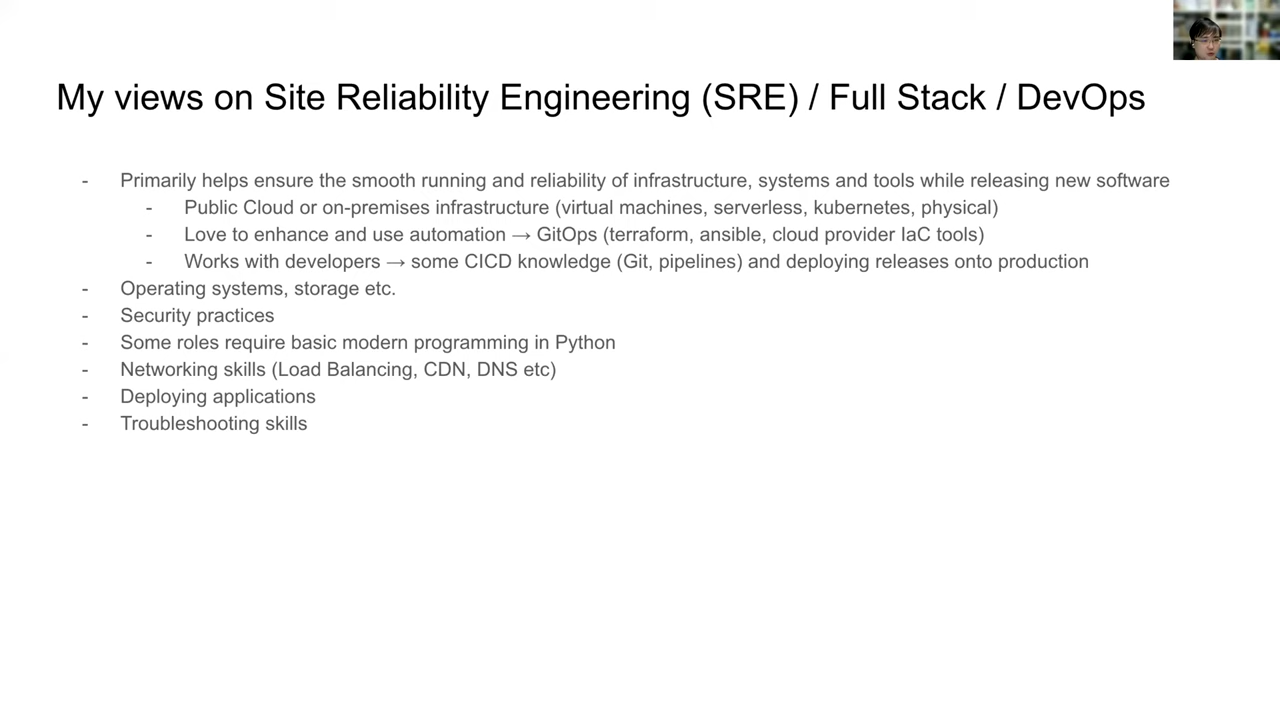 My views on Site Reliability Engineering (SRE) / Full Stack / DevOps
- Primarily helps ensure the smooth running and reliability of infrastructure, systems and tools while releasing new software
- Public Cloud or on-premises infrastructure (virtual machines, serverless, kubernetes, physical)
- Love to enhance and use automation → GitOps (terraform, ansible, cloud provider IaC tools)
- Works with developers → some CICD knowledge (Git, pipelines) and deploying releases onto production
- Operating systems, storage etc.
- Security practices
- Some roles require basic modern programming in Python
- Networking skills (Load Balancing, CDN, DNS etc)
- Deploying applications
- Troubleshooting skills